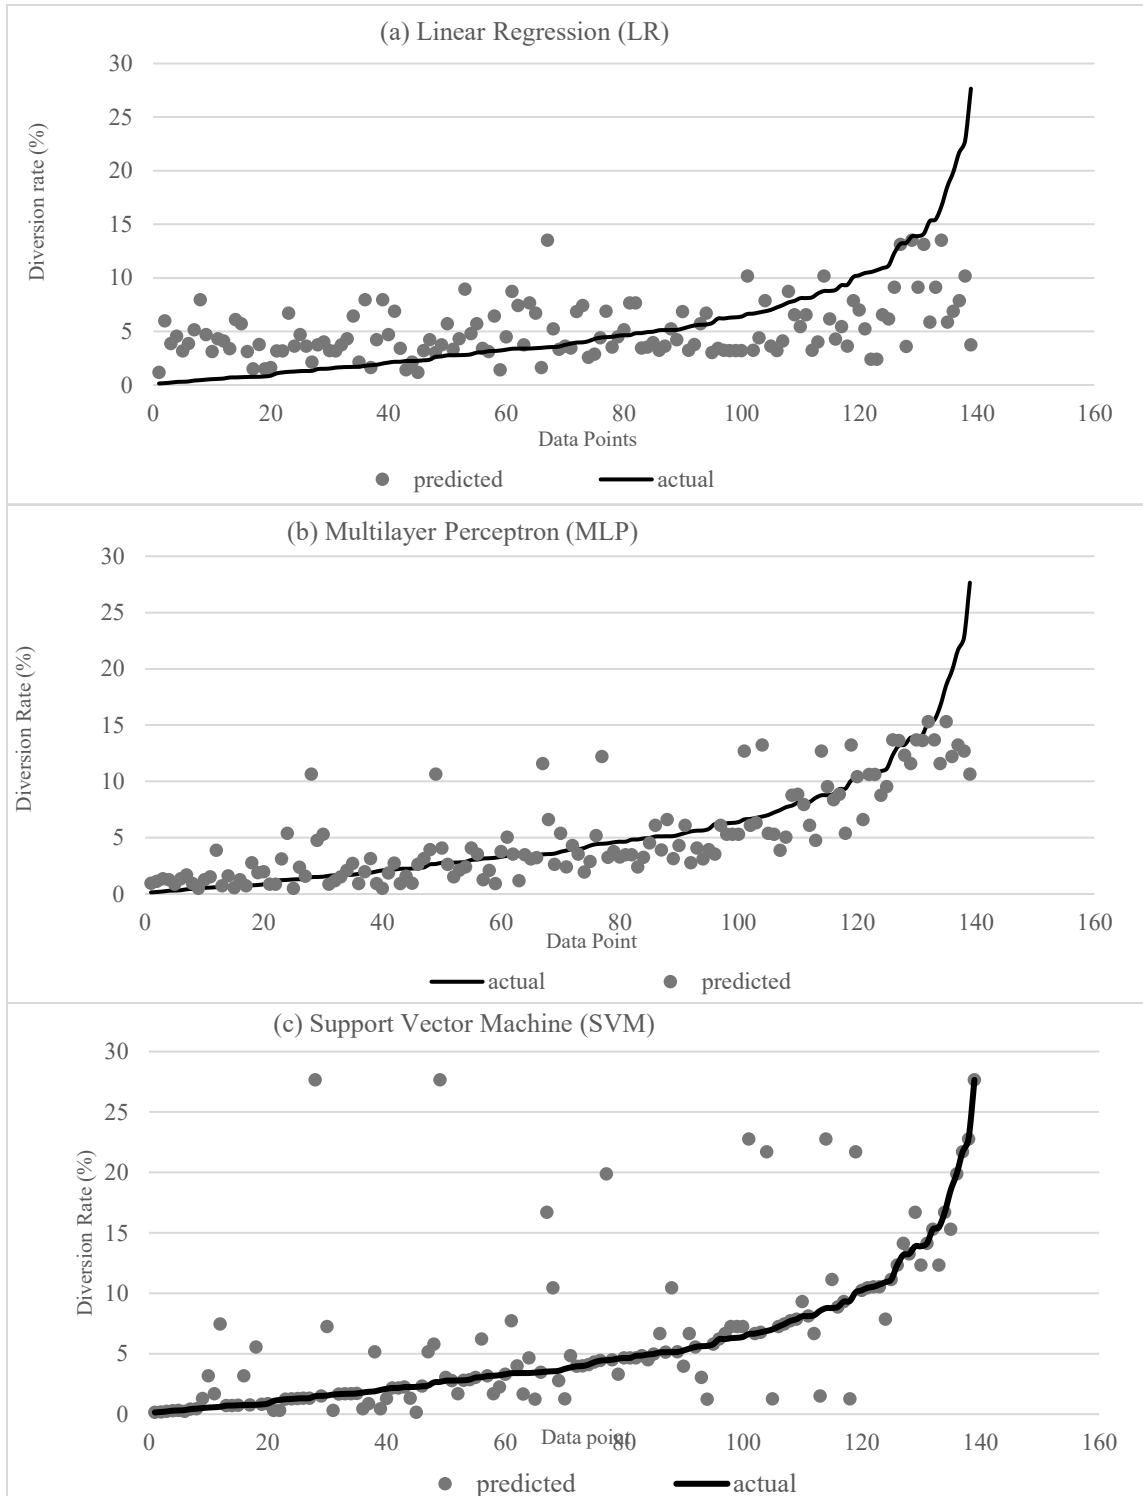 (a) Linear Regression (LR)
30
25
20
15
10
5
0
Diversion rate (%)
0 20 40 60 80 100 120 140 160
Data Points
predicted actual
(b) Multilayer Perceptron (MLP)
30
25
20
15
10
5
0
Diversion Rate (%)
0 20 40 60 80 100 120 140 160
Data Point
actual predicted
(c) Support Vector Machine (SVM)
30
25
20
15
10
5
0
Diversion Rate (%)
0 20 40 60 80 100 120 140 160
Data point
predicted actual